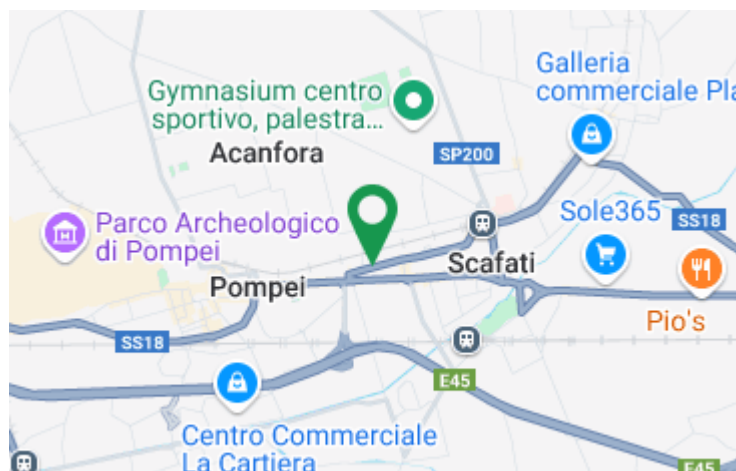 Galleria
commerciale Pla
Gymnasium centro
sportivo, palestra...
Acanfora
SP200
Parco Archeologico
di Pompei
Sole365
SS18
Scafati
Pompei
Pio's
SS18
E45
Centro Commerciale
La Cartiera
E45